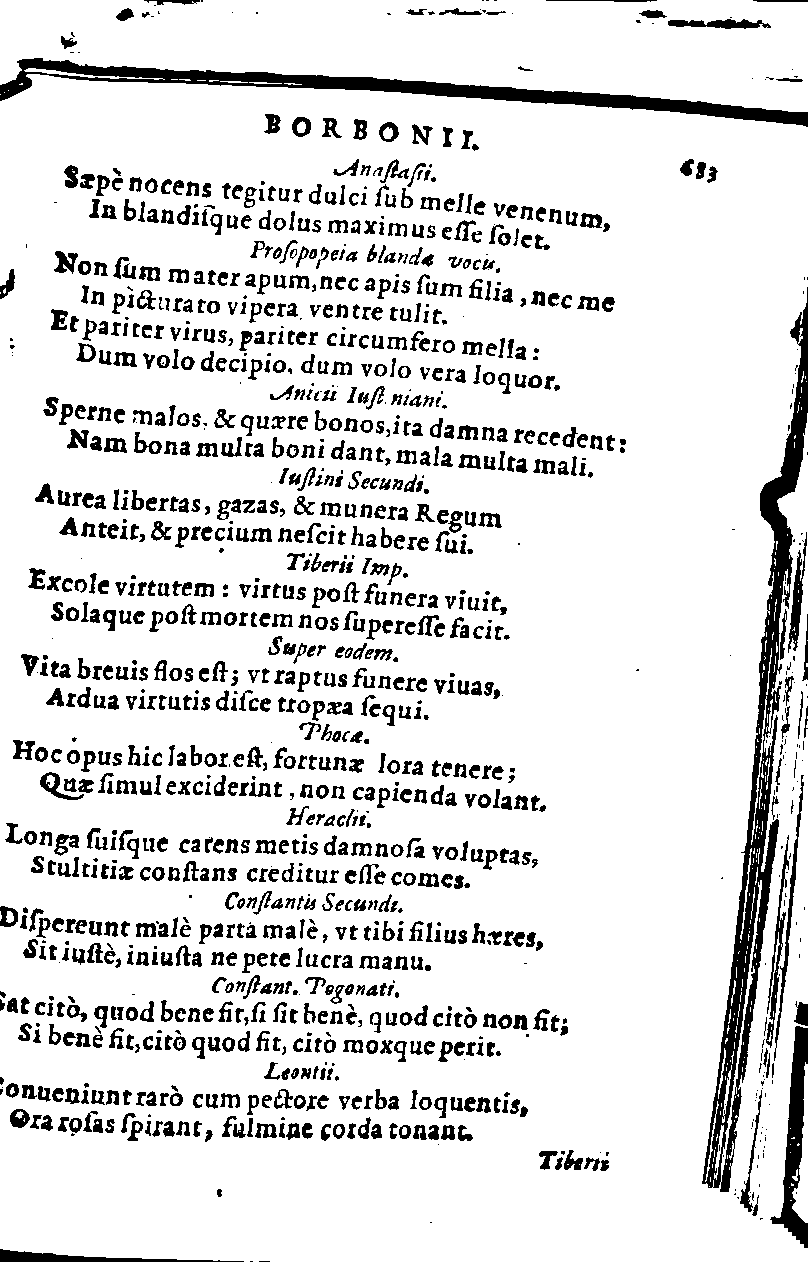 BORBONII.
683
Anaſtaſii.
Sæpè nocens tegitur dulci ſub melle venenum,
In blandiſque dolus maximus eſſe ſolet.
Proſopopeia blandæ vocis.
Non ſum mater apum, nec apis ſum filia, nec me
In picturato vipera ventre tulit.
Et pariter virus, pariter circumfero mella:
Dum volo decipio, dum volo vera loquor.
Anicii Iuſtiniani.
Sperne malos, & quære bonos, ita damna recedent:
Nam bona multa boni dant, mala multa mali.
Iuſtini Secundi.
Aurea libertas, gazas, & munera Regum
Anteit, & precium neſcit habere ſui.
Tiberii Imp.
Excole virtutem: virtus poſt funera viuit,
Solaque poſt mortem nos ſupereſſe facit.
Super eodem.
Vita breuis flos eſt; vt raptus funere viuas,
Ardua virtutis diſce tropæa ſequi.
Phocæ.
Hoc opus hic labor eſt, fortunæ lora tenere;
Quæ ſimul exciderint, non capienda volant.
Heraclii.
Longa ſuiſque carens metis damnoſa voluptas,
Stultitiæ conſtans creditur eſſe comes.
Conſtantis Secundi.
Diſpereunt malè parta malè, vt tibi filius hæres,
Sit iuſtè, iniuſta ne pete lucra manu.
Conſtant. Pogonati.
Sat citò, quod bene fit, ſi fit benè, quod citò non fit;
Si benè fit, citò quod fit, citò moxque perit.
Leontii.
Conueniunt rarò cum pectore verba loquentis,
Ora roſas ſpirant, fulmine corda tonant.
Tiberii